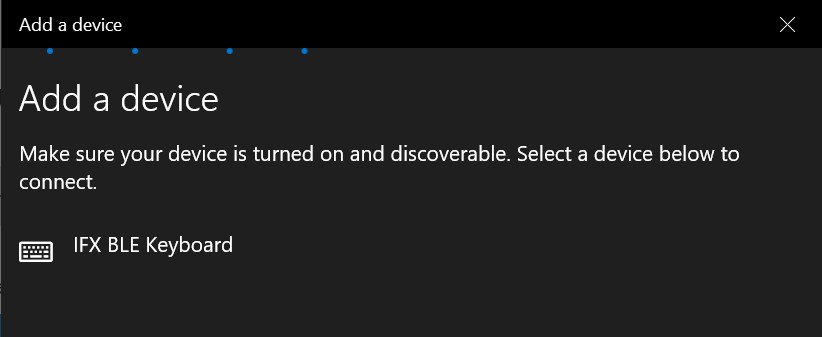 Add a device
Add a device
Make sure your device is turned on and discoverable. Select a device below to
connect.
IFX BLE Keyboard